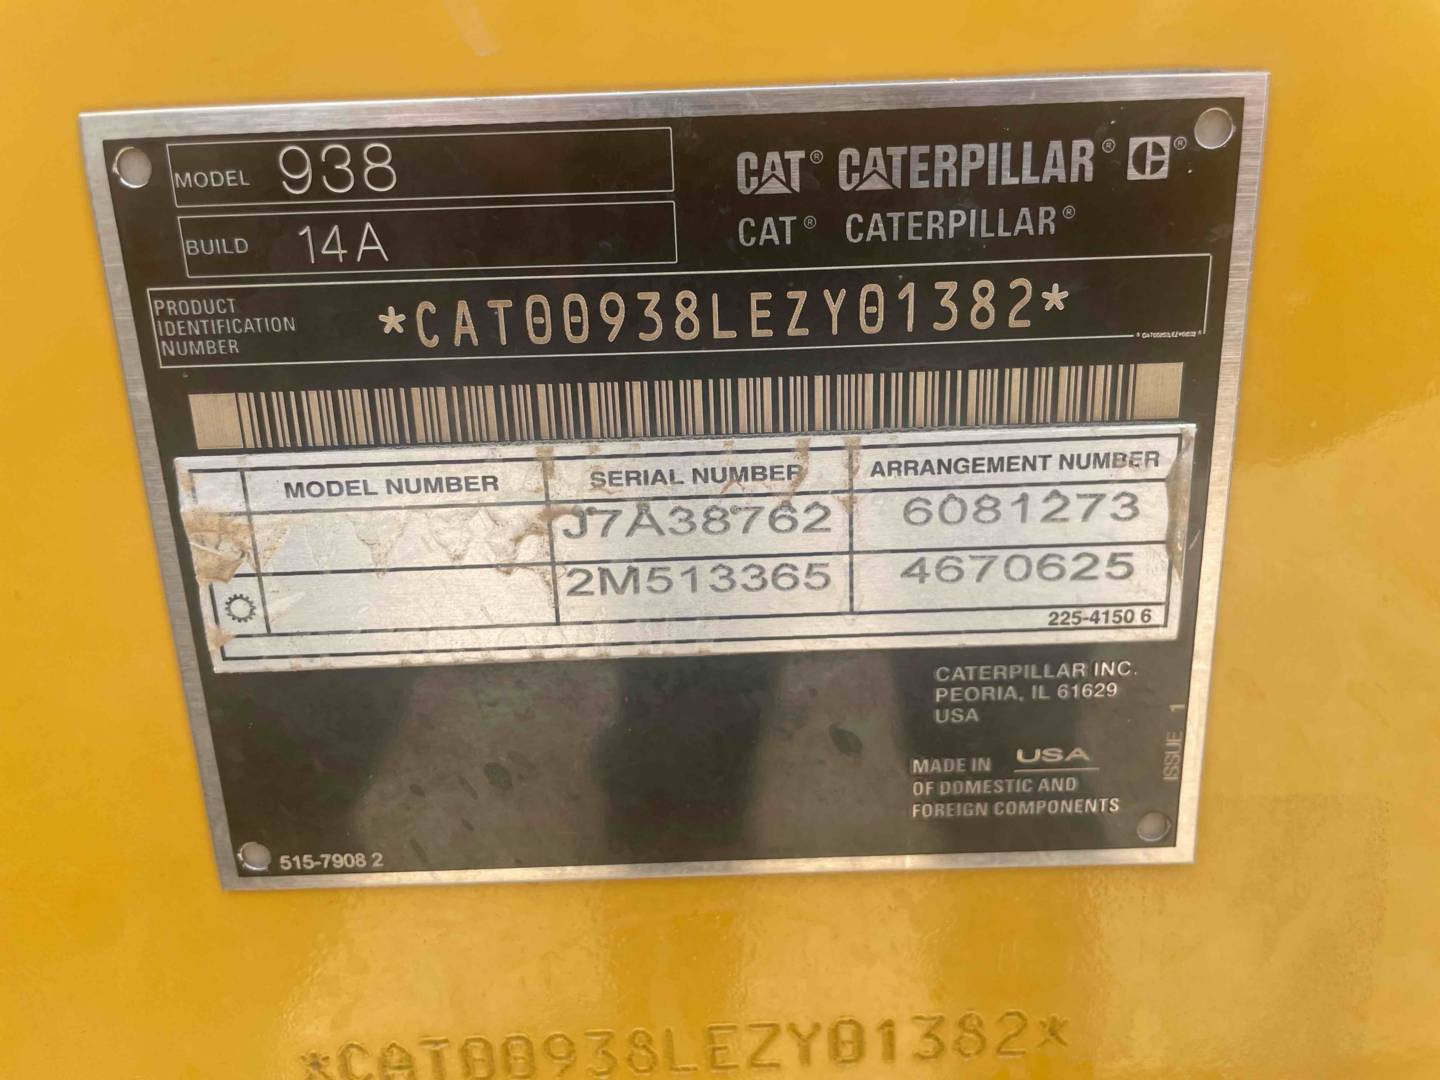 MODEL 938
CAT® CATERPILLAR® C®
BUILD 14A
CAT® CATERPILLAR®
PRODUCT
IDENTIFICATION
NUMBER
*CAT00938LEZY01382*
MODEL NUMBER SERIAL NUMBER ARRANGEMENT NUMBER
J7A38762 6081273
2M513365 4670625
225-4150 6
CATERPILLAR INC.
PEORIA, IL 61629
USA
MADE IN USA
OF DOMESTIC AND
FOREIGN COMPONENTS
ISSUE 1
515-7908 2
*CAT00938LEZY01382*